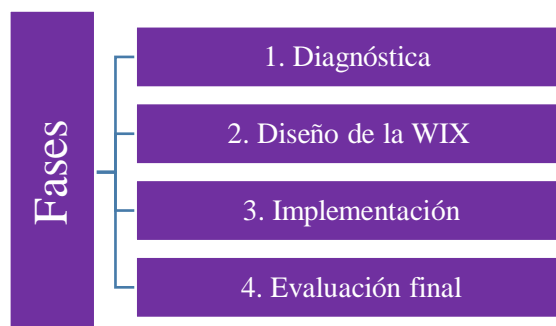 Fases
1. Diagnóstica
2. Diseño de la WIX
3. Implementación
4. Evaluación final